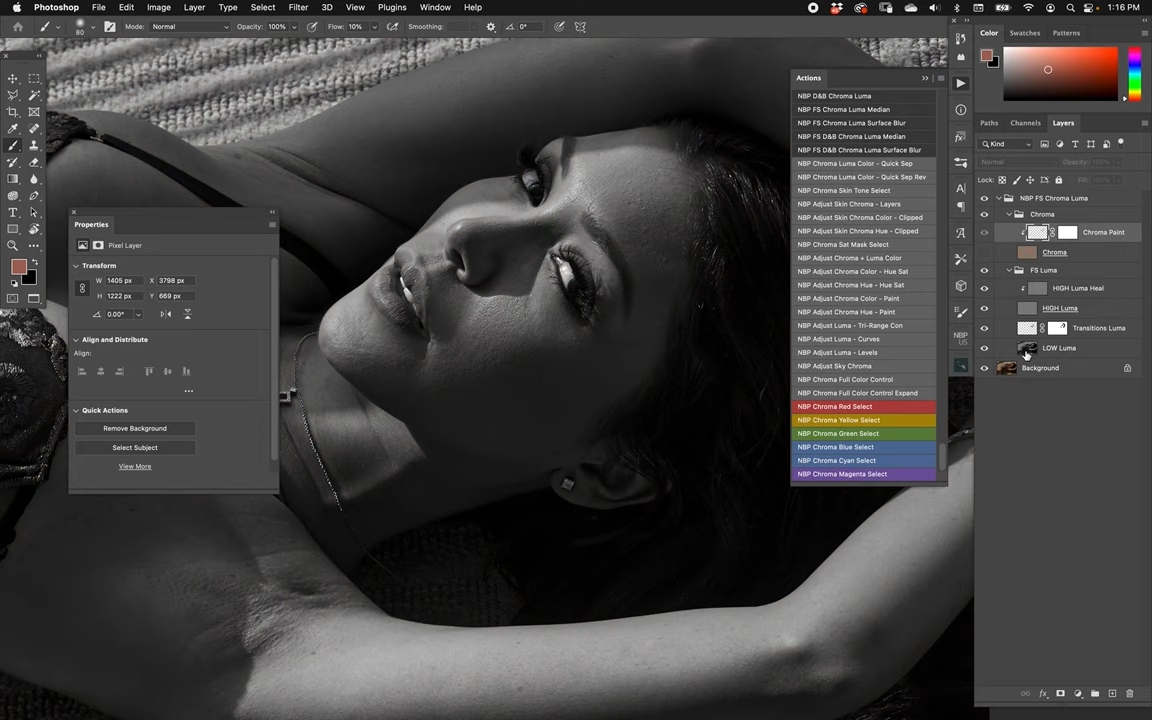 Photoshop File Edit Image Layer Type Select Filter 3D View Plugins Window Help 1:16 PM
80 Mode: Normal Opacity: 100% Flow: 10% Smoothing: 0°
Color Swatches Patterns
Actions
NBP D&B Chroma Luma
NBP FS Chroma Luma Median
NBP FS Chroma Luma Surface Blur
NBP FS D&B Chroma Luma Median
NBP FS D&B Chroma Luma Surface Blur
NBP Chroma Luma Color - Quick Sep
NBP Chroma Luma Color - Quick Sep Rev
NBP Chroma Skin Tone Select
NBP Adjust Skin Chroma - Layers
NBP Adjust Skin Chroma Color - Clipped
NBP Adjust Skin Chroma Hue - Clipped
NBP Chroma Sat Mask Select
NBP Adjust Chroma + Luma Color
NBP Adjust Chroma Color - Hue Sat
NBP Adjust Chroma Hue - Hue Sat
NBP Adjust Chroma Color - Paint
NBP Adjust Chroma Hue - Paint
NBP Adjust Luma - Tri-Range Con
NBP Adjust Luma - Curves
NBP Adjust Luma - Levels
NBP Adjust Sky Chroma
NBP Chroma Full Color Control
NBP Chroma Full Color Control Expand
NBP Chroma Red Select
NBP Chroma Yellow Select
NBP Chroma Green Select
NBP Chroma Blue Select
NBP Chroma Cyan Select
NBP Chroma Magenta Select
Properties
Pixel Layer
Transform
W 1405 px X 3798 px
H 1222 px Y 669 px
0.00°
Align and Distribute
Align:
Quick Actions
Remove Background
Select Subject
View More
NBP
US
Paths Channels Layers
Kind
Normal Opacity: 100%
Lock: Fill: 100%
NBP FS Chroma Luma
Chroma
Chroma Paint
Chroma
FS Luma
HIGH Luma Heal
HIGH Luma
Transitions Luma
LOW Luma
Background